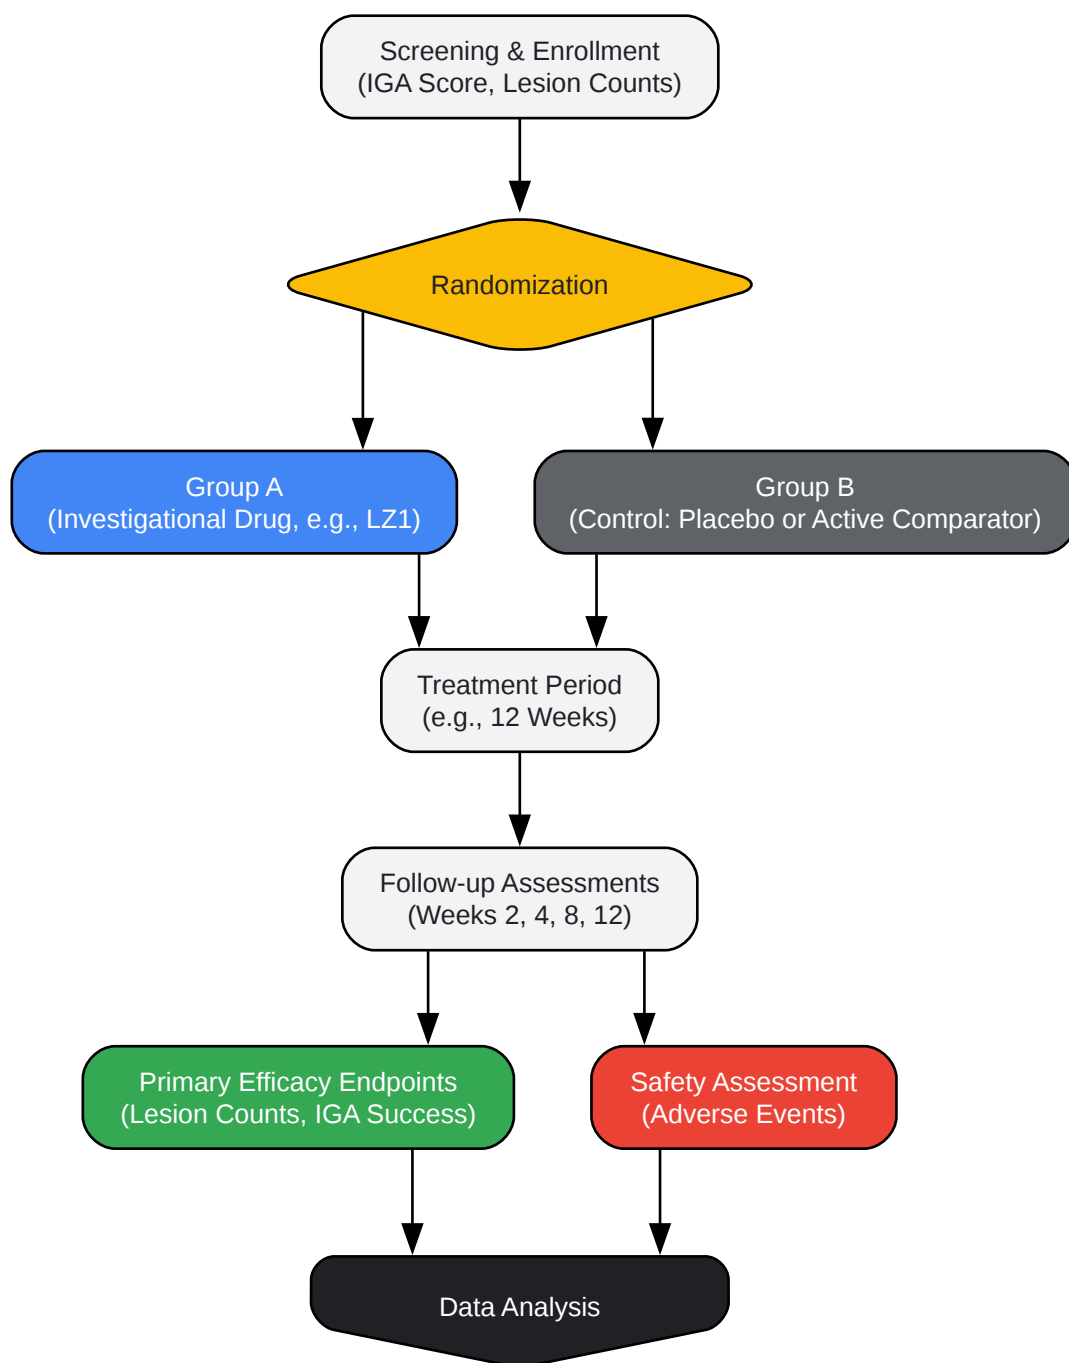 Screening & Enrollment
(IGA Score, Lesion Counts)
Randomization
Group A
(Investigational Drug, e.g., LZ1)
Group B
(Control: Placebo or Active Comparator)
Treatment Period
(e.g., 12 Weeks)
Follow-up Assessments
(Weeks 2, 4, 8, 12)
Primary Efficacy Endpoints
(Lesion Counts, IGA Success)
Safety Assessment
(Adverse Events)
Data Analysis